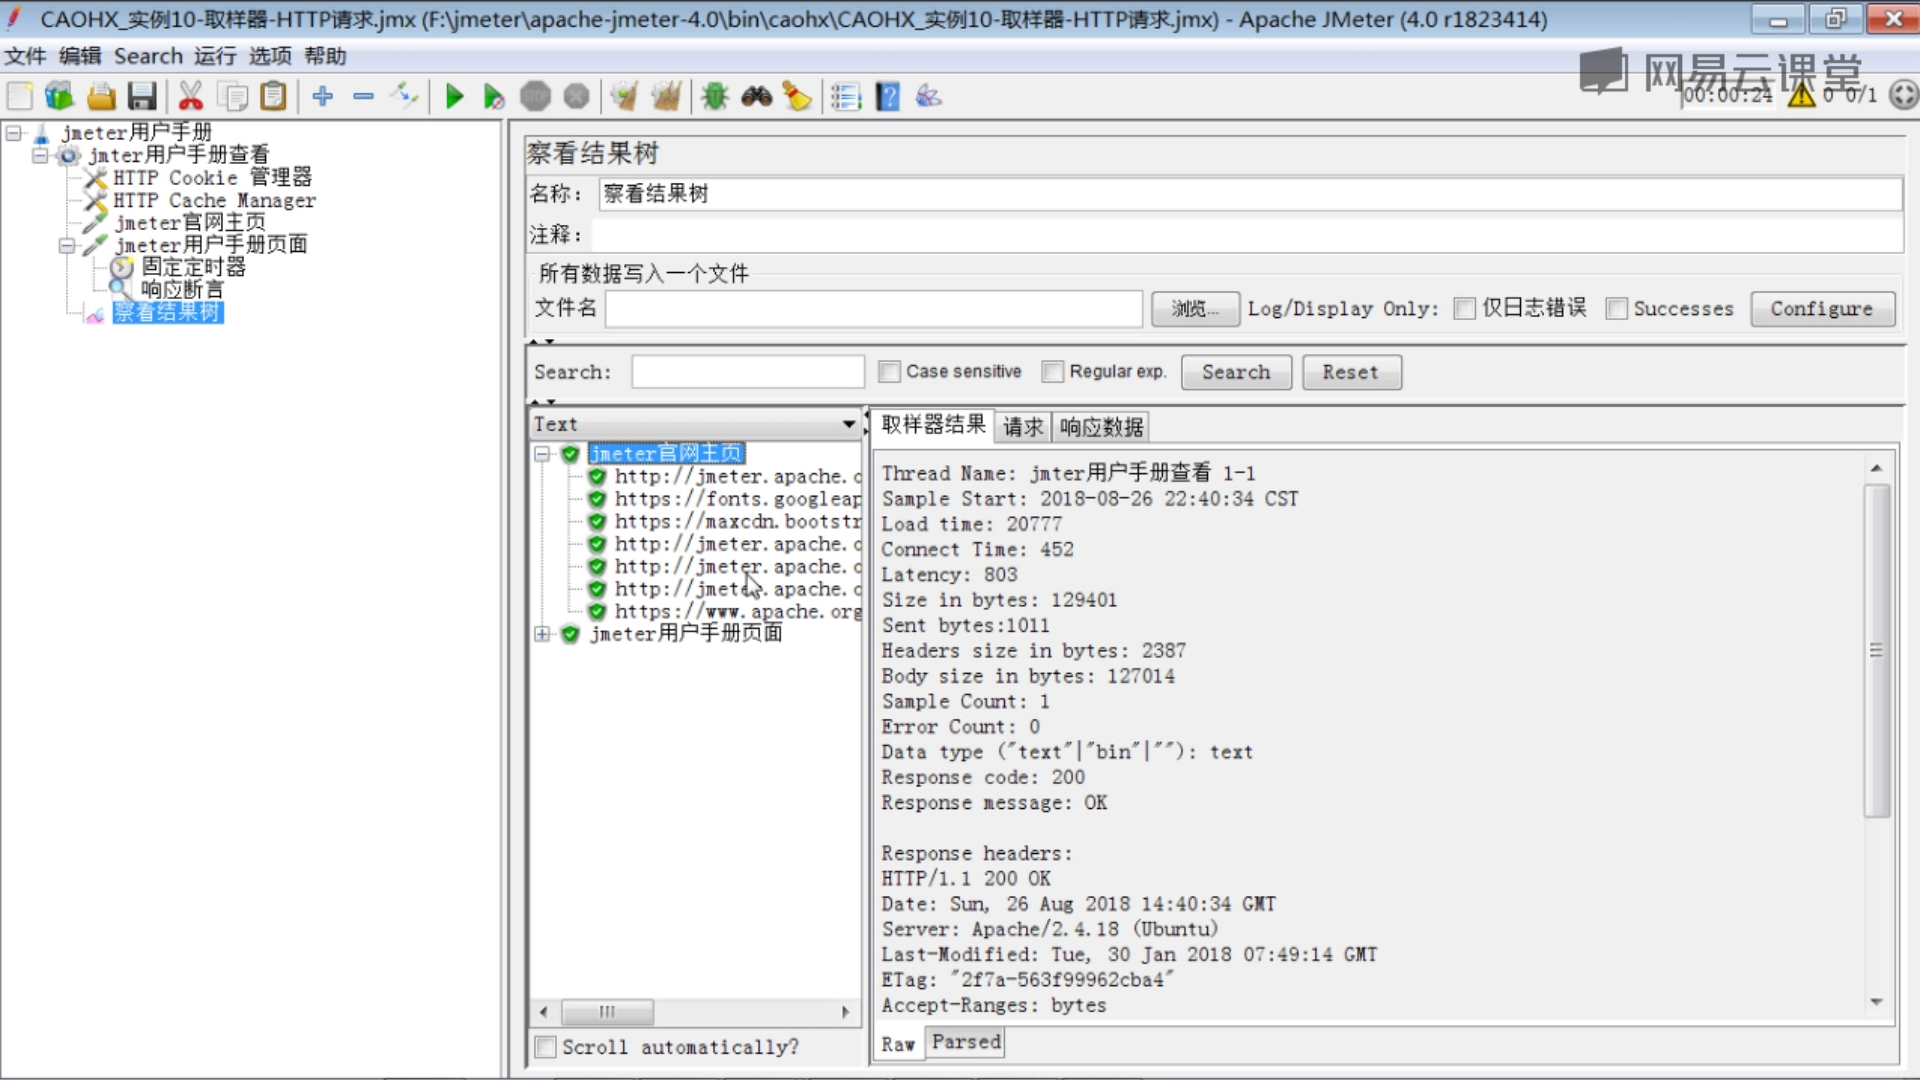 CAOHX_实例10-取样器-HTTP请求.jmx (F:\jmeter\apache-jmeter-4.0\bin\caohx\CAOHX_实例10-取样器-HTTP请求.jmx) - Apache JMeter (4.0 r1823414)
文件 编辑 Search 运行 选项 帮助
网易云课堂
00:00:24 0 0/1
jmeter用户手册
jmter用户手册查看
HTTP Cookie 管理器
HTTP Cache Manager
jmeter官网主页
jmeter用户手册页面
固定定时器
响应断言
察看结果树
察看结果树
名称： 察看结果树
注释：
所有数据写入一个文件
文件名 浏览... Log/Display Only: 仅日志错误 Successes Configure
Search: Case sensitive Regular exp. Search Reset
Text
jmeter官网主页
http://jmeter.apache.o
https://fonts.googleap
https://maxcdn.bootstr
http://jmeter.apache.o
http://jmeter.apache.o
http://jmeter.apache.o
https://www.apache.org
jmeter用户手册页面
Scroll automatically?
取样器结果 请求 响应数据
Thread Name: jmter用户手册查看 1-1
Sample Start: 2018-08-26 22:40:34 CST
Load time: 20777
Connect Time: 452
Latency: 803
Size in bytes: 129401
Sent bytes:1011
Headers size in bytes: 2387
Body size in bytes: 127014
Sample Count: 1
Error Count: 0
Data type ("text"|"bin"|""): text
Response code: 200
Response message: OK
Response headers:
HTTP/1.1 200 OK
Date: Sun, 26 Aug 2018 14:40:34 GMT
Server: Apache/2.4.18 (Ubuntu)
Last-Modified: Tue, 30 Jan 2018 07:49:14 GMT
ETag: "2f7a-563f99962cba4"
Accept-Ranges: bytes
Raw Parsed